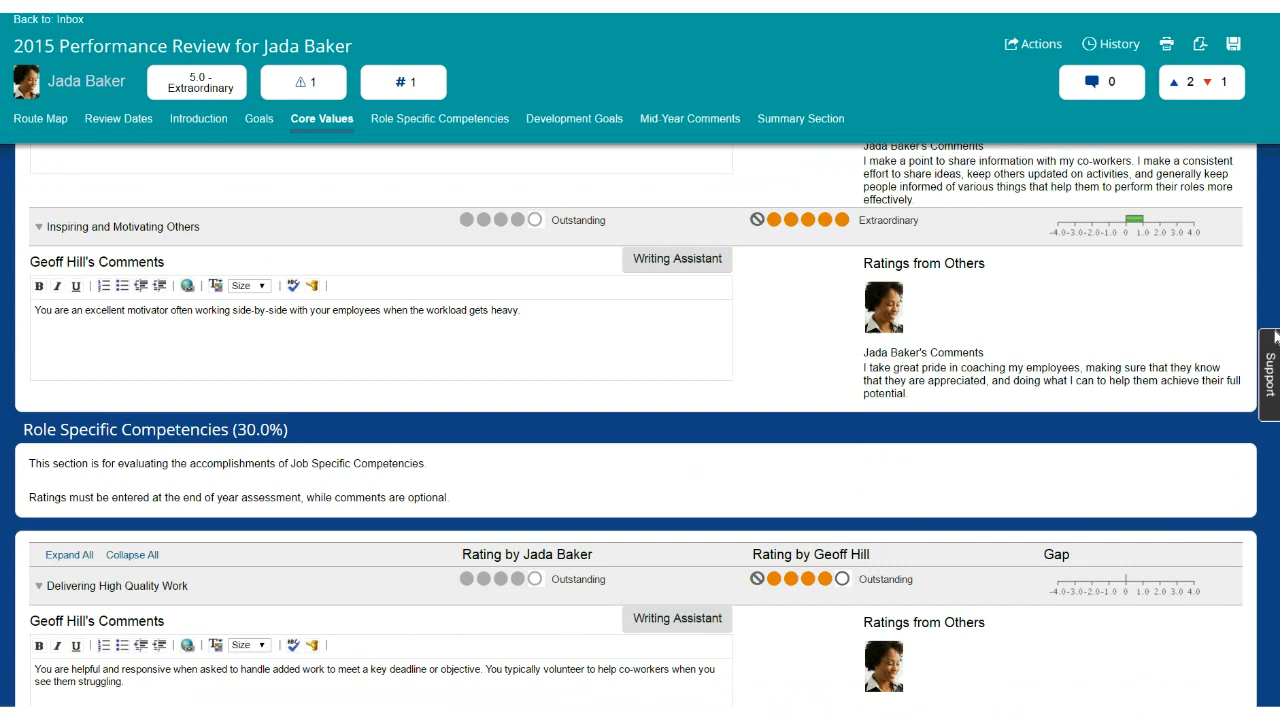 Back to: Inbox
2015 Performance Review for Jada Baker
Actions
History
Jada Baker
5.0 -
Extraordinary
1
# 1
0
2
1
Route Map
Review Dates
Introduction
Goals
Core Values
Role Specific Competencies
Development Goals
Mid-Year Comments
Summary Section
Jada Baker's Comments
I make a point to share information with my co-workers. I make a consistent
effort to share ideas, keep others updated on activities, and generally keep
people informed of various things that help them to perform their roles more
effectively.
Inspiring and Motivating Others
Outstanding
Extraordinary
-4.0-3.0-2.0-1.0 0 1.0 2.0 3.0 4.0
Geoff Hill's Comments
Writing Assistant
B I U
Size
ABC
You are an excellent motivator often working side-by-side with your employees when the workload gets heavy.
Ratings from Others
Jada Baker's Comments
I take great pride in coaching my employees, making sure that they know
that they are appreciated, and doing what I can to help them achieve their full
potential.
Support
Role Specific Competencies (30.0%)
This section is for evaluating the accomplishments of Job Specific Competencies.
Ratings must be entered at the end of year assessment, while comments are optional.
Expand All
Collapse All
Rating by Jada Baker
Rating by Geoff Hill
Gap
Delivering High Quality Work
Outstanding
Outstanding
-4.0-3.0-2.0-1.0 0 1.0 2.0 3.0 4.0
Geoff Hill's Comments
Writing Assistant
B I U
Size
ABC
You are helpful and responsive when asked to handle added work to meet a key deadline or objective. You typically volunteer to help co-workers when you
see them struggling.
Ratings from Others